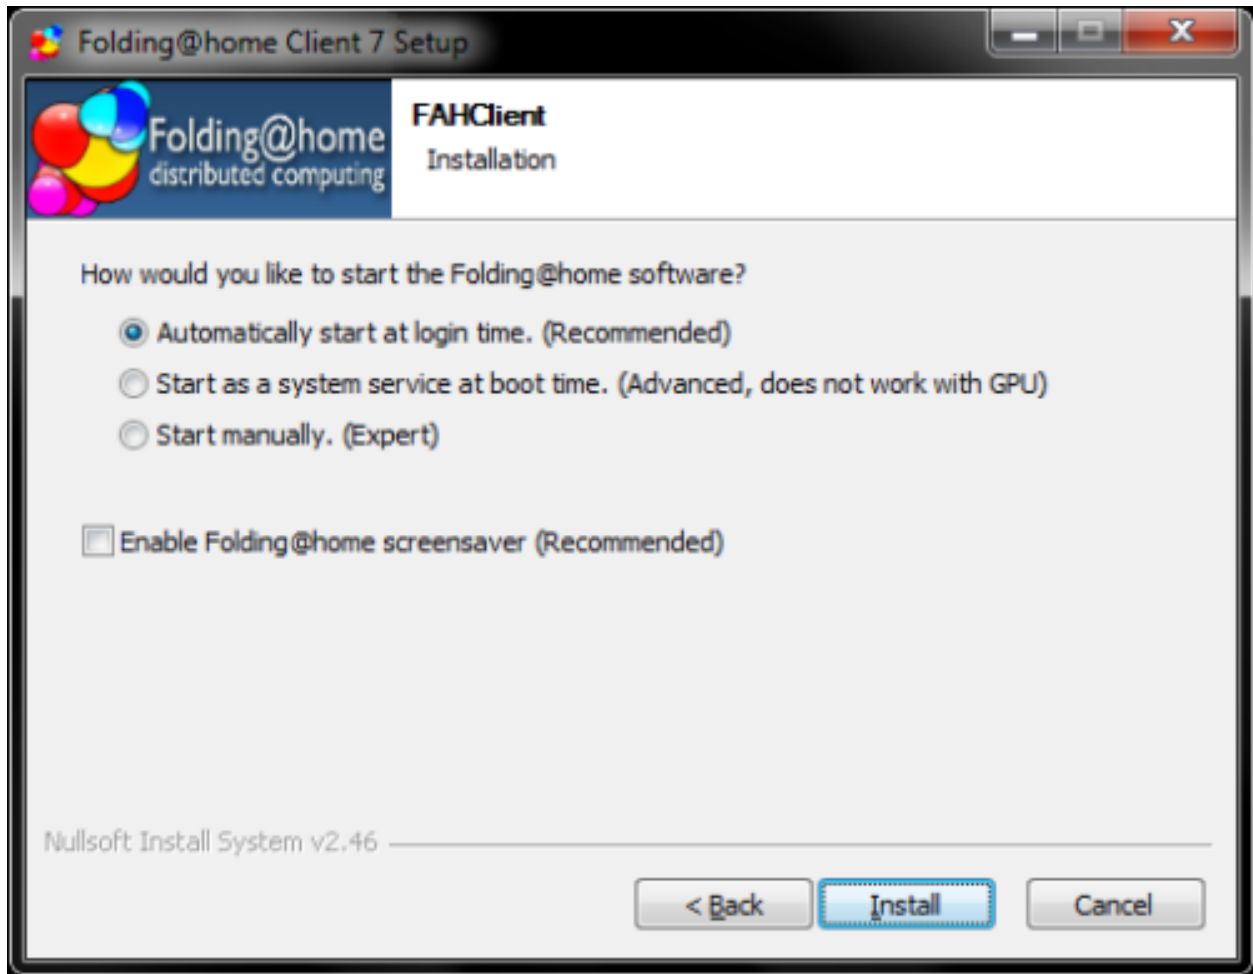 Folding@home Client 7 Setup
Folding@home
distributed computing
FAHClient
Installation
How would you like to start the Folding@home software?
Automatically start at login time. (Recommended)
Start as a system service at boot time. (Advanced, does not work with GPU)
Start manually. (Expert)
Enable Folding@home screensaver (Recommended)
Nullsoft Install System v2.46
< Back
Install
Cancel